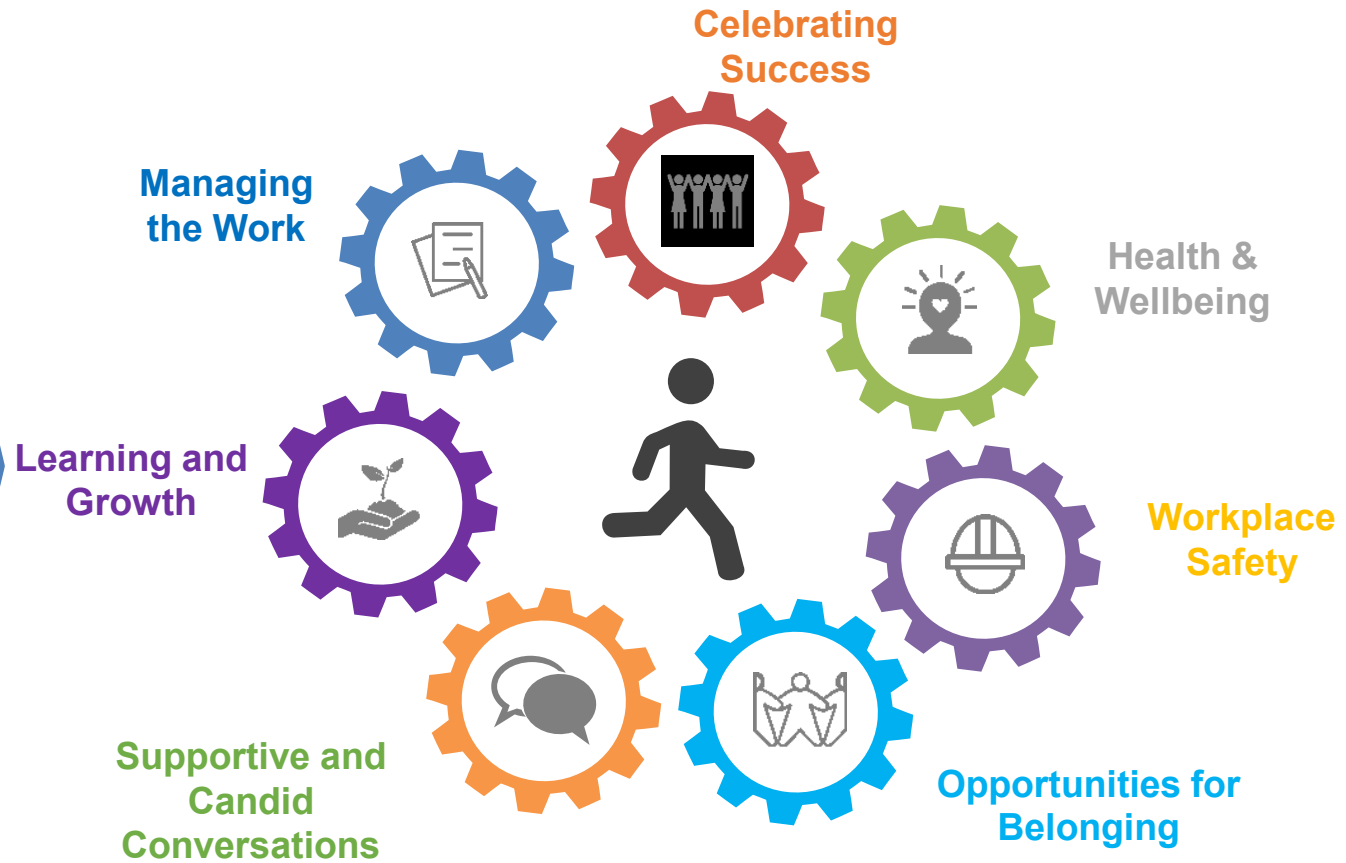 Celebrating
Success
Managing
the Work
Health &
Wellbeing
Learning and
Growth
Workplace
Safety
Supportive and
Candid
Conversations
Opportunities for
Belonging